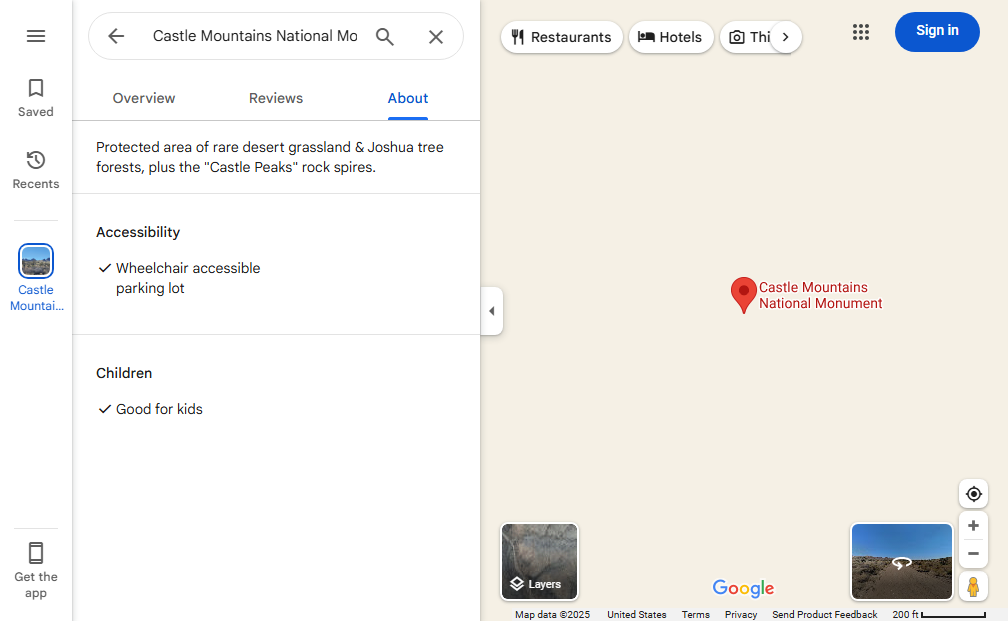 Castle Mountains National Mo
Saved
Recents
Castle
Mountai...
Get the
app
Overview
Reviews
About
Protected area of rare desert grassland & Joshua tree
forests, plus the "Castle Peaks" rock spires.
Accessibility
Wheelchair accessible
parking lot
Children
Good for kids
Restaurants
Hotels
Thi
Sign in
Castle Mountains
National Monument
Layers
Google
Map data ©2025
United States
Terms
Privacy
Send Product Feedback
200 ft